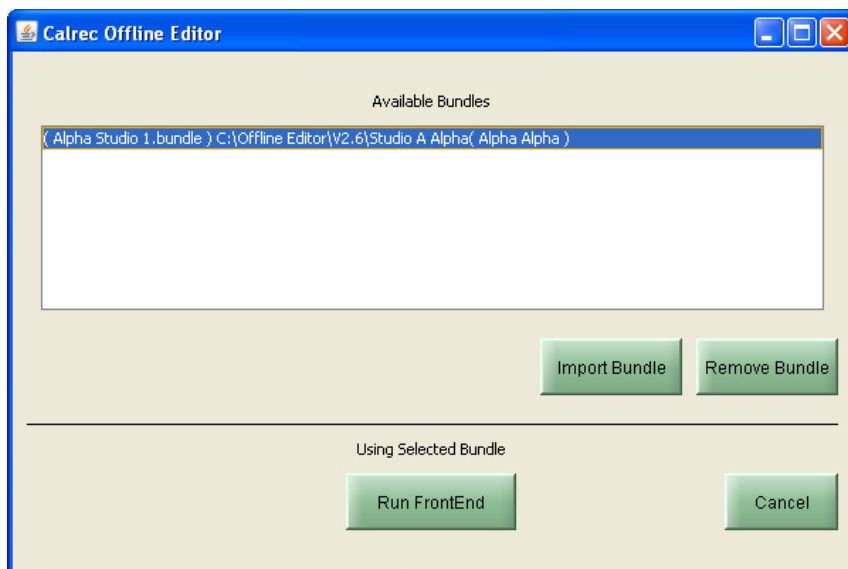 Calrec Offline Editor
Available Bundles
( Alpha Studio 1.bundle ) C:\Offline Editor\V2.6\Studio A Alpha( Alpha Alpha )
Import Bundle
Remove Bundle
Using Selected Bundle
Run FrontEnd
Cancel